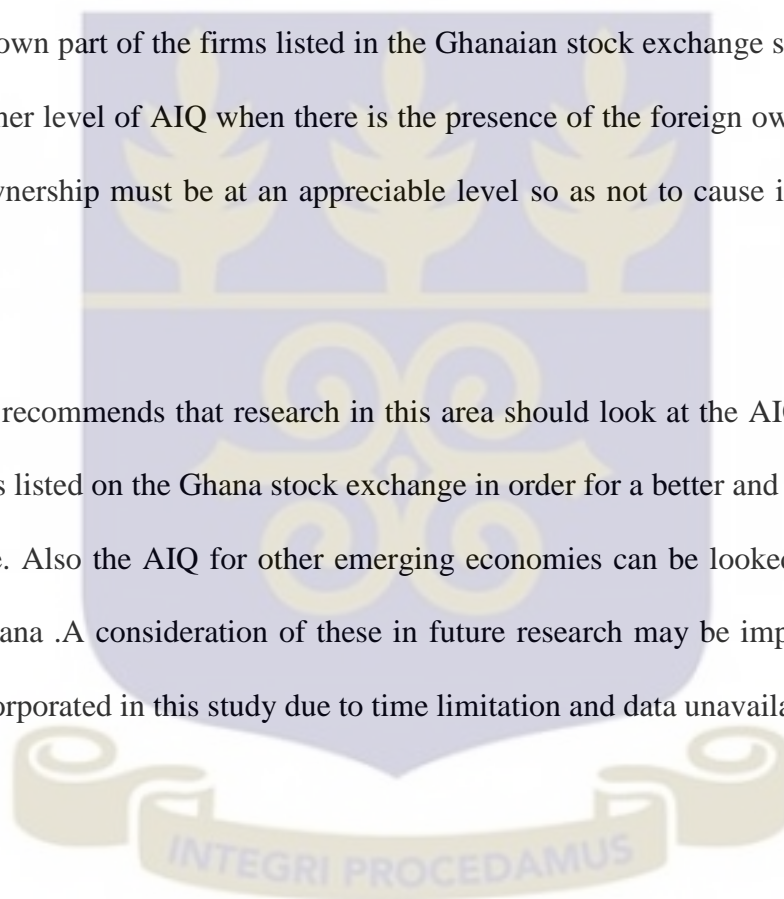 own part of the firms listed in the Ghanaian stock exchange s
her level of AIQ when there is the presence of the foreign ow
wnership must be at an appreciable level so as not to cause i
recommends that research in this area should look at the AI
s listed on the Ghana stock exchange in order for a better and
e. Also the AIQ for other emerging economies can be looked
ana .A consideration of these in future research may be imp
orporated in this study due to time limitation and data unavaila
INTEGRI PROCEDAMUS